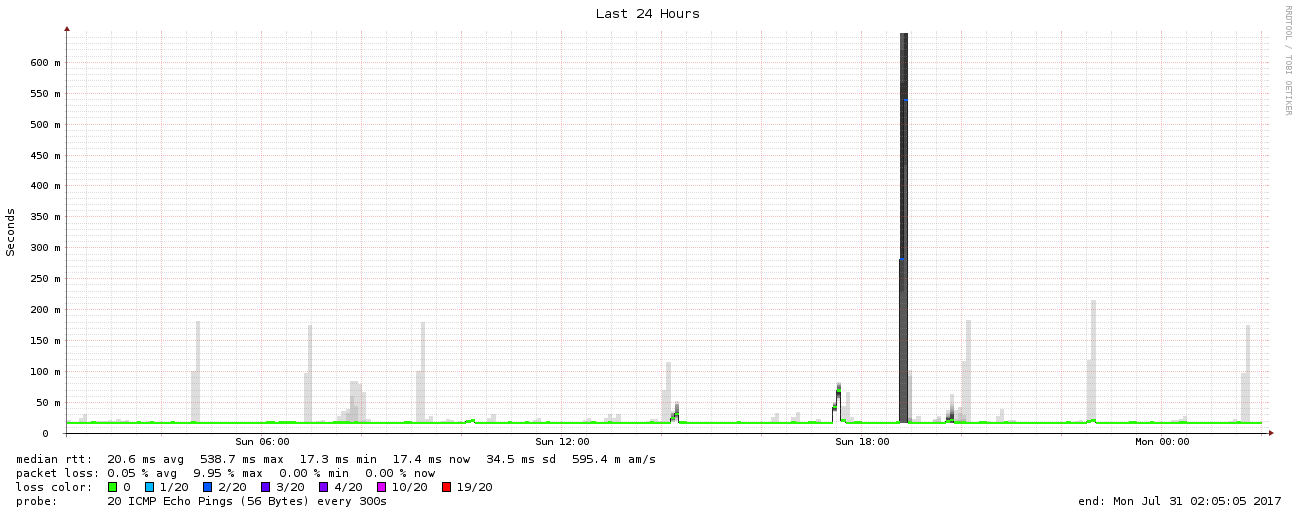 Last 24 Hours
RRDTOOL / TOBI OETIKER
Seconds
600 m
550 m
500 m
450 m
400 m
350 m
300 m
250 m
200 m
150 m
100 m
50 m
0
Sun 06:00 Sun 12:00 Sun 18:00 Mon 00:00
median rtt: 20.6 ms avg 538.7 ms max 17.3 ms min 17.4 ms now 34.5 ms sd 595.4 m am/s
packet loss: 0.05 % avg 9.95 % max 0.00 % min 0.00 % now
loss color: 0 1/20 2/20 3/20 4/20 10/20 19/20
probe: 20 ICMP Echo Pings (56 Bytes) every 300s end: Mon Jul 31 02:05:05 2017